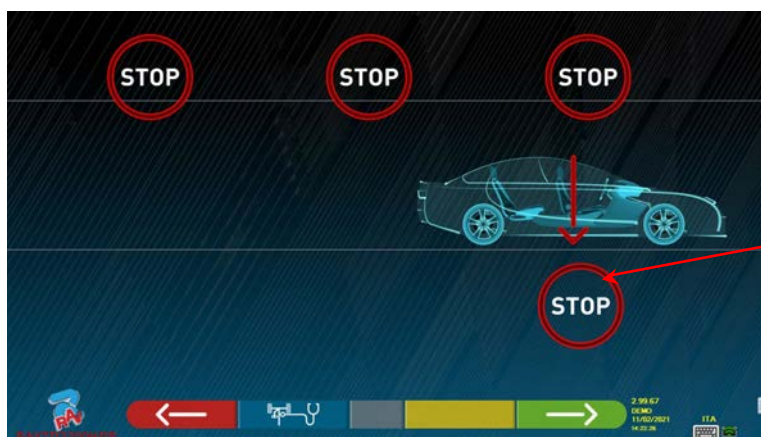 STOP STOP STOP
STOP
2.99.67
DEMO
11/02/2021
14:22:26
ITA